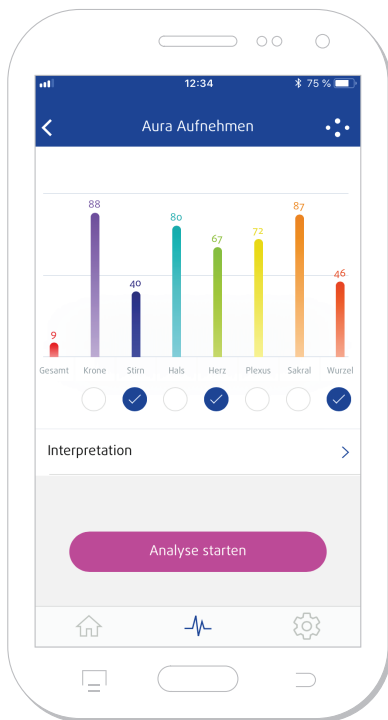 12:34 75 %
Aura Aufnehmen
9 88 40 80 67 72 87 46
Gesamt Krone Stirn Hals Herz Plexus Sakral Wurzel
Interpretation
Analyse starten